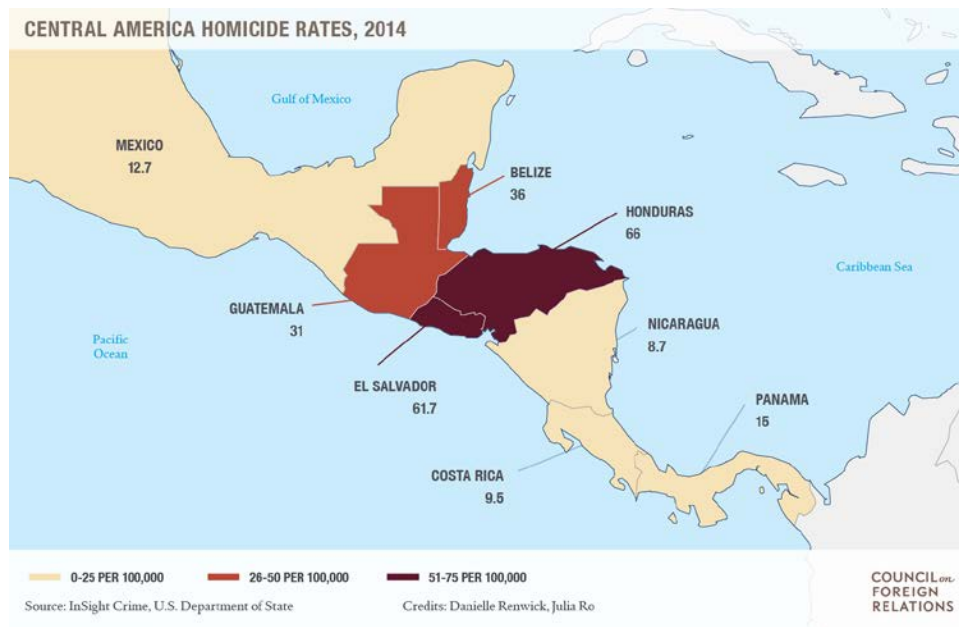 CENTRAL AMERICA HOMICIDE RATES, 2014
Gulf of Mexico
MEXICO
12.7
BELIZE
36
HONDURAS
66
Caribbean Sea
GUATEMALA
31
NICARAGUA
8.7
Pacific
Ocean
EL SALVADOR
61.7
PANAMA
15
COSTA RICA
9.5
0-25 PER 100,000
26-50 PER 100,000
51-75 PER 100,000
Source: InSight Crime, U.S. Department of State
Credits: Danielle Renwick, Julia Ro
COUNCIL on
FOREIGN
RELATIONS